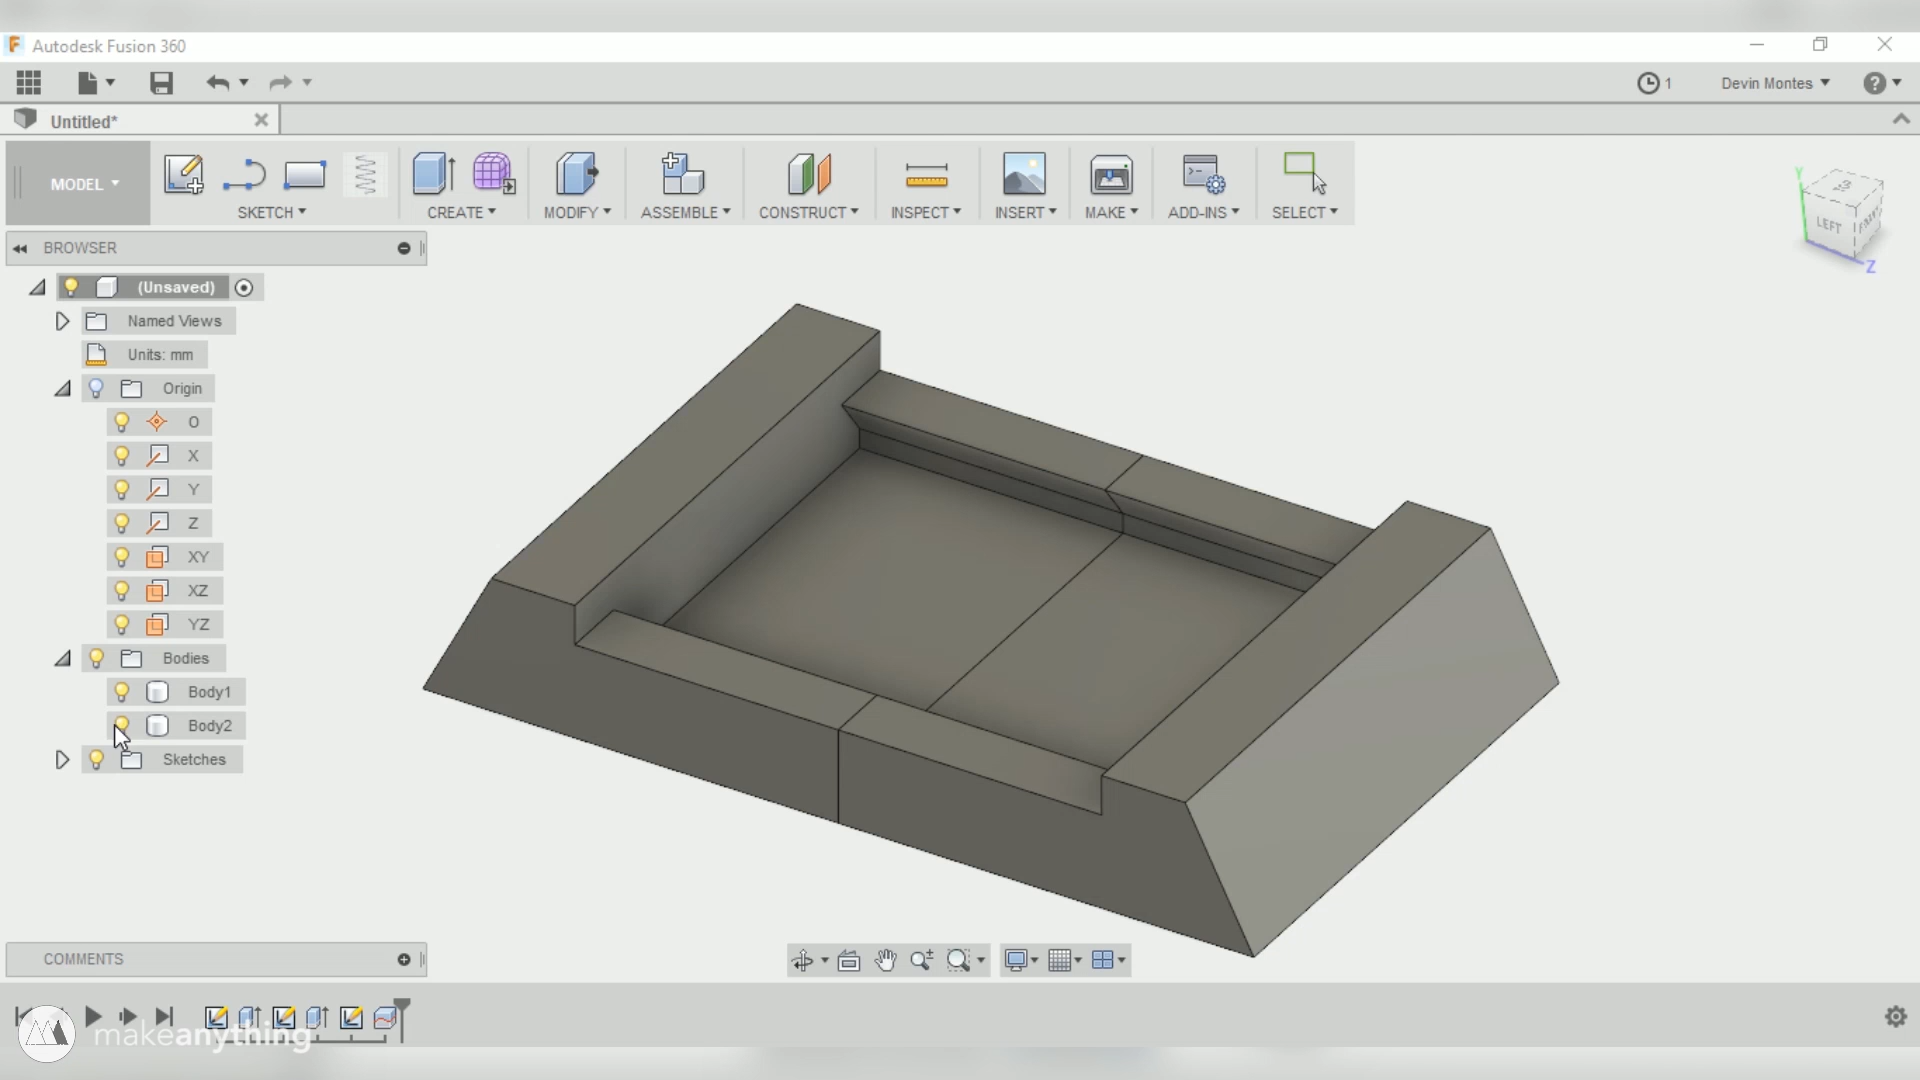 Autodesk Fusion 360
1
Devin Montes
Untitled*
MODEL
SKETCH
CREATE
MODIFY
ASSEMBLE
CONSTRUCT
INSPECT
INSERT
MAKE
ADD-INS
SELECT
LEFT
Y
Z
BROWSER
(Unsaved)
Named Views
Units: mm
Origin
O
X
Y
Z
XY
XZ
YZ
Bodies
Body1
Body2
Sketches
COMMENTS
makeanything